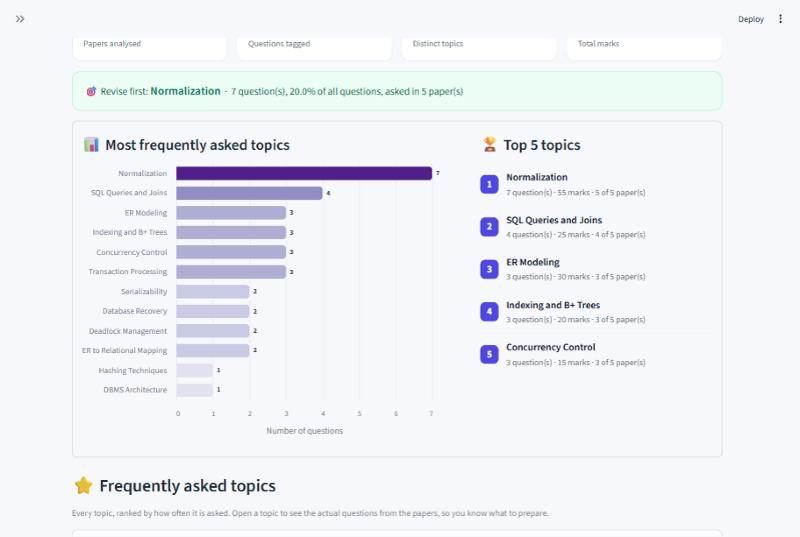 Deploy
Papers analysed
Questions tagged
Distinct topics
Total marks
Revise first: Normalization · 7 question(s), 20.0% of all questions, asked in 5 paper(s)
Most frequently asked topics
Normalization 7
SQL Queries and Joins 4
ER Modeling 3
Indexing and B+ Trees 3
Concurrency Control 3
Transaction Processing 3
Serializability 2
Database Recovery 2
Deadlock Management 2
ER to Relational Mapping 2
Hashing Techniques 1
DBMS Architecture 1
0 1 2 3 4 5 6 7
Number of questions
Top 5 topics
1 Normalization
7 question(s) · 55 marks · 5 of 5 paper(s)
2 SQL Queries and Joins
4 question(s) · 25 marks · 4 of 5 paper(s)
3 ER Modeling
3 question(s) · 30 marks · 3 of 5 paper(s)
4 Indexing and B+ Trees
3 question(s) · 20 marks · 3 of 5 paper(s)
5 Concurrency Control
3 question(s) · 15 marks · 3 of 5 paper(s)
Frequently asked topics
Every topic, ranked by how often it is asked. Open a topic to see the actual questions from the papers, so you know what to prepare.